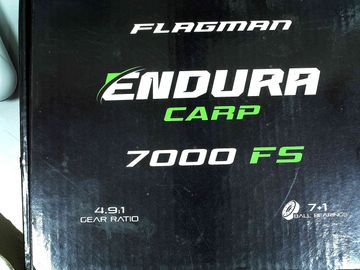 FLAGMAN
ENDURA
CARP
7000 FS
4.9:1
GEAR RATIO
7+1
BALL BEARINGS